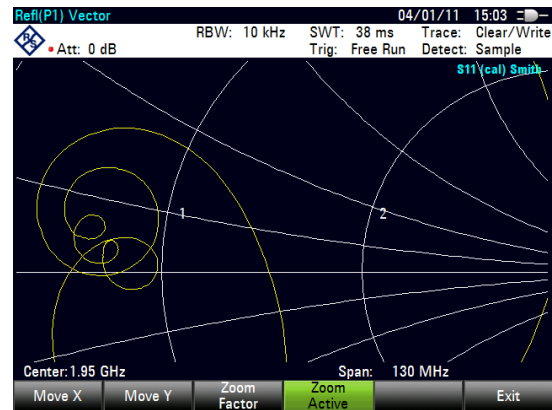 Refl(P1) Vector 04/01/11 15:03
RBW: 10 kHz SWT: 38 ms Trace: Clear/Write
Att: 0 dB Trig: Free Run Detect: Sample
S11 (cal) Smith
1
2
Center: 1.95 GHz Span: 130 MHz
Move X Move Y Zoom Factor Zoom Active Exit